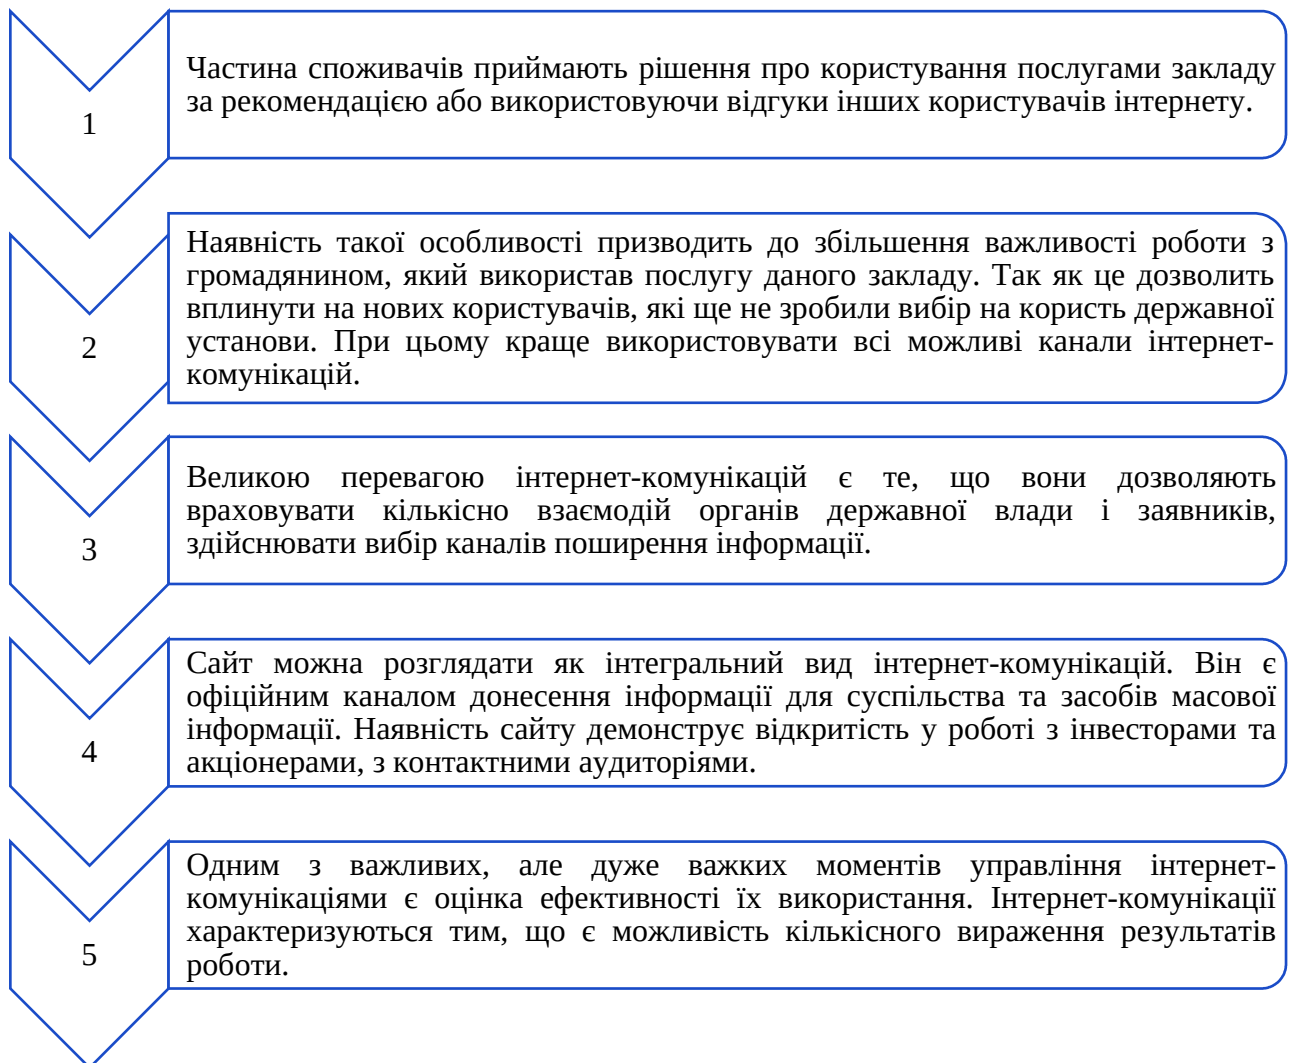 1
Частина споживачів приймають рішення про користування послугами закладу
за рекомендацією або використовуючи відгуки інших користувачів інтернету.
2
Наявність такої особливості призводить до збільшення важливості роботи з
громадянином, який використав послугу даного закладу. Так як це дозволить
вплинути на нових користувачів, які ще не зробили вибір на користь державної
установи. При цьому краще використовувати всі можливі канали інтернет-
комунікацій.
3
Великою перевагою інтернет-комунікацій є те, що вони дозволяють
враховувати кількісно взаємодій органів державної влади і заявників,
здійснювати вибір каналів поширення інформації.
4
Сайт можна розглядати як інтегральний вид інтернет-комунікацій. Він є
офіційним каналом донесення інформації для суспільства та засобів масової
інформації. Наявність сайту демонструє відкритість у роботі з інвесторами та
акціонерами, з контактними аудиторіями.
5
Одним з важливих, але дуже важких моментів управління інтернет-
комунікаціями є оцінка ефективності їх використання. Інтернет-комунікації
характеризуються тим, що є можливість кількісного вираження результатів
роботи.